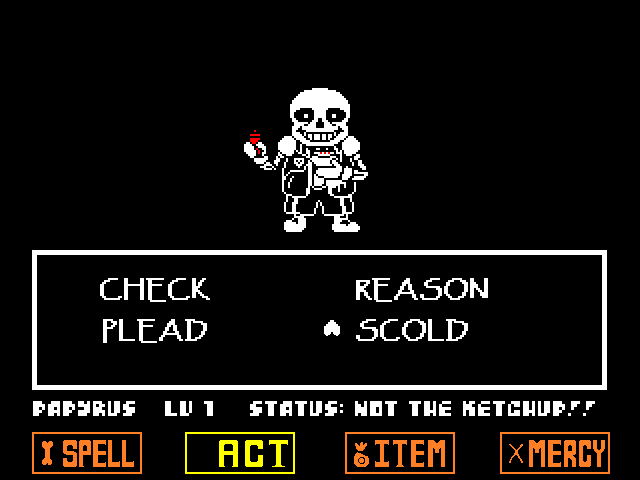 CHECK REASON
PLEAD SCOLD
PAPYRUS LV 1 STATUS: NOT THE KETCHUP!!
SPELL ACT ITEM MERCY